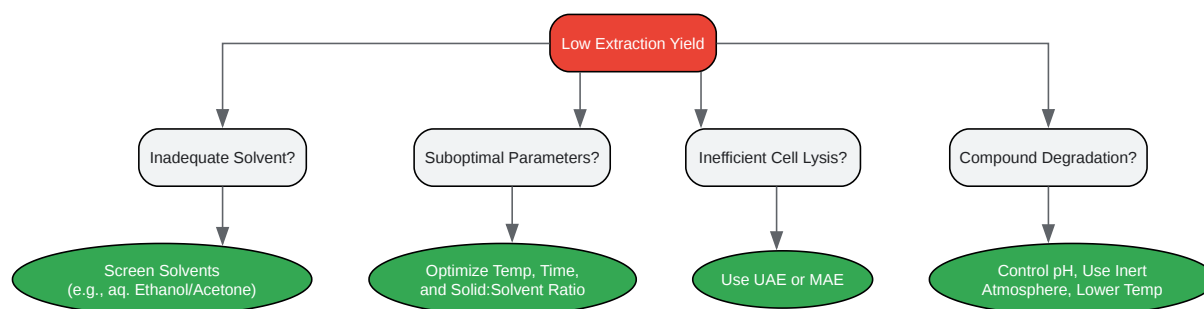 Low Extraction Yield
Inadequate Solvent?
Suboptimal Parameters?
Inefficient Cell Lysis?
Compound Degradation?
Screen Solvents
(e.g., aq. Ethanol/Acetone)
Optimize Temp, Time,
and Solid:Solvent Ratio
Use UAE or MAE
Control pH, Use Inert
Atmosphere, Lower Temp